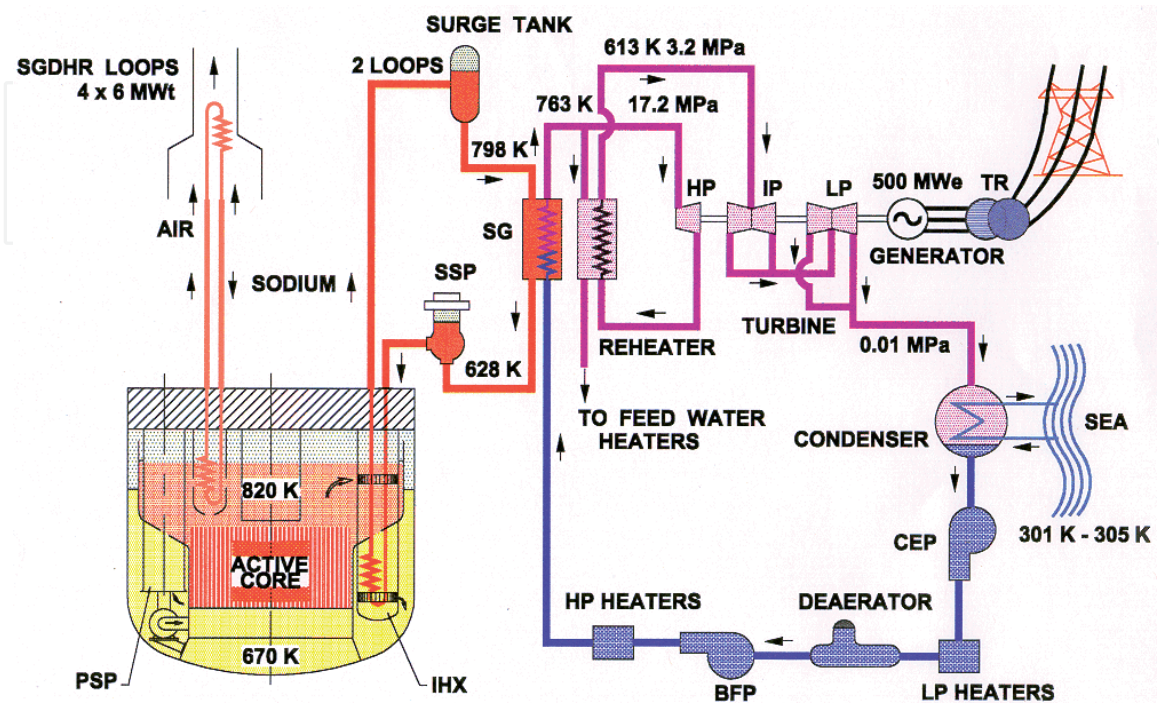 SURGE TANK
SGDHR LOOPS
4 x 6 MWt
2 LOOPS
613 K 3.2 MPa
763 K
17.2 MPa
798 K
HP
IP
LP
500 MWe
TR
SG
AIR
GENERATOR
SSP
SODIUM
TURBINE
REHEATER
0.01 MPa
628 K
TO FEED WATER
HEATERS
CONDENSER
SEA
820 K
301 K - 305 K
CEP
ACTIVE
CORE
HP HEATERS
DEAERATOR
670 K
PSP
IHX
BFP
LP HEATERS